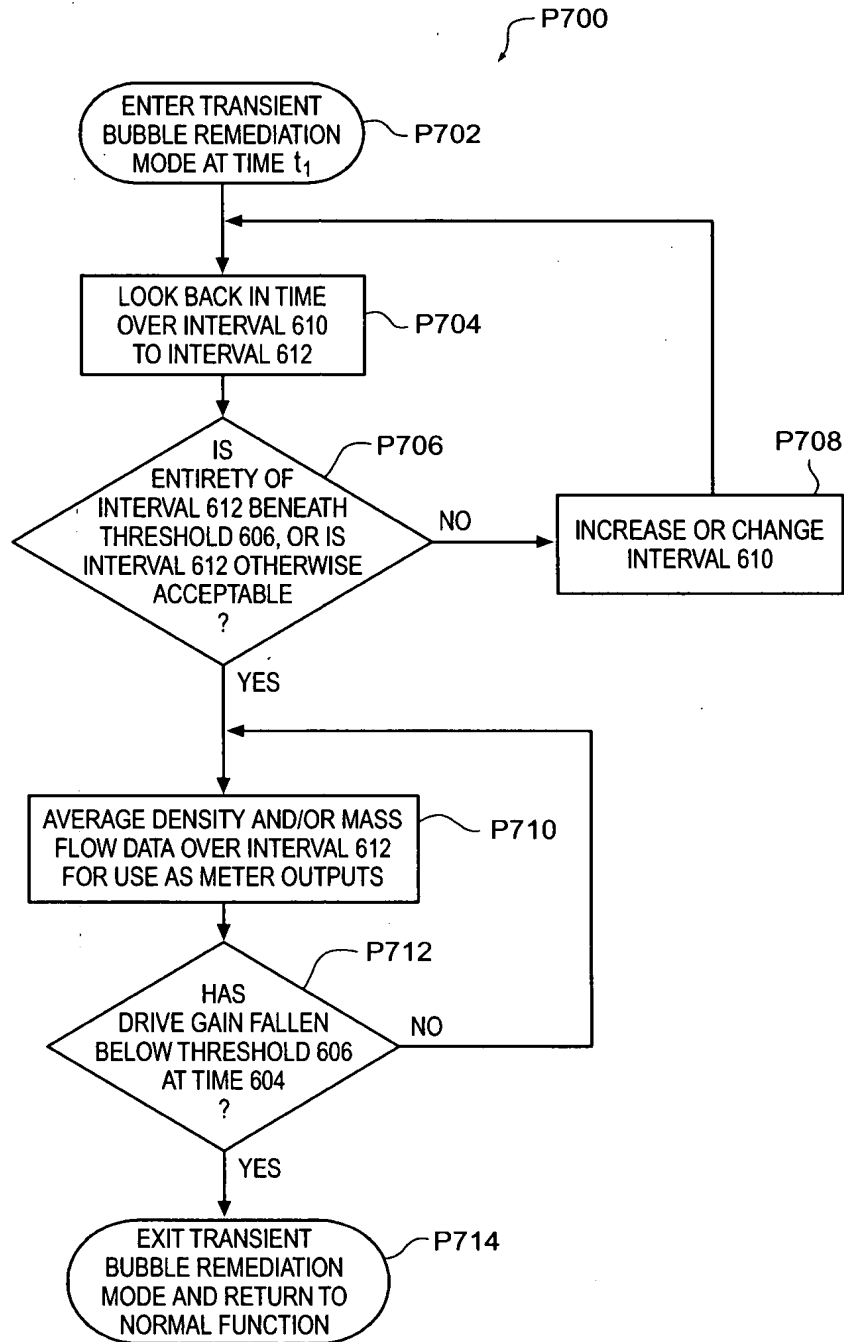 P700
ENTER TRANSIENT
BUBBLE REMEDIATION
MODE AT TIME t₁
P702
LOOK BACK IN TIME
OVER INTERVAL 610
TO INTERVAL 612
P704
IS
ENTIRETY OF
INTERVAL 612 BENEATH
THRESHOLD 606, OR IS
INTERVAL 612 OTHERWISE
ACCEPTABLE
?
P706
NO
P708
INCREASE OR CHANGE
INTERVAL 610
YES
AVERAGE DENSITY AND/OR MASS
FLOW DATA OVER INTERVAL 612
FOR USE AS METER OUTPUTS
P710
HAS
DRIVE GAIN FALLEN
BELOW THRESHOLD 606
AT TIME 604
?
P712
NO
YES
EXIT TRANSIENT
BUBBLE REMEDIATION
MODE AND RETURN TO
NORMAL FUNCTION
P714